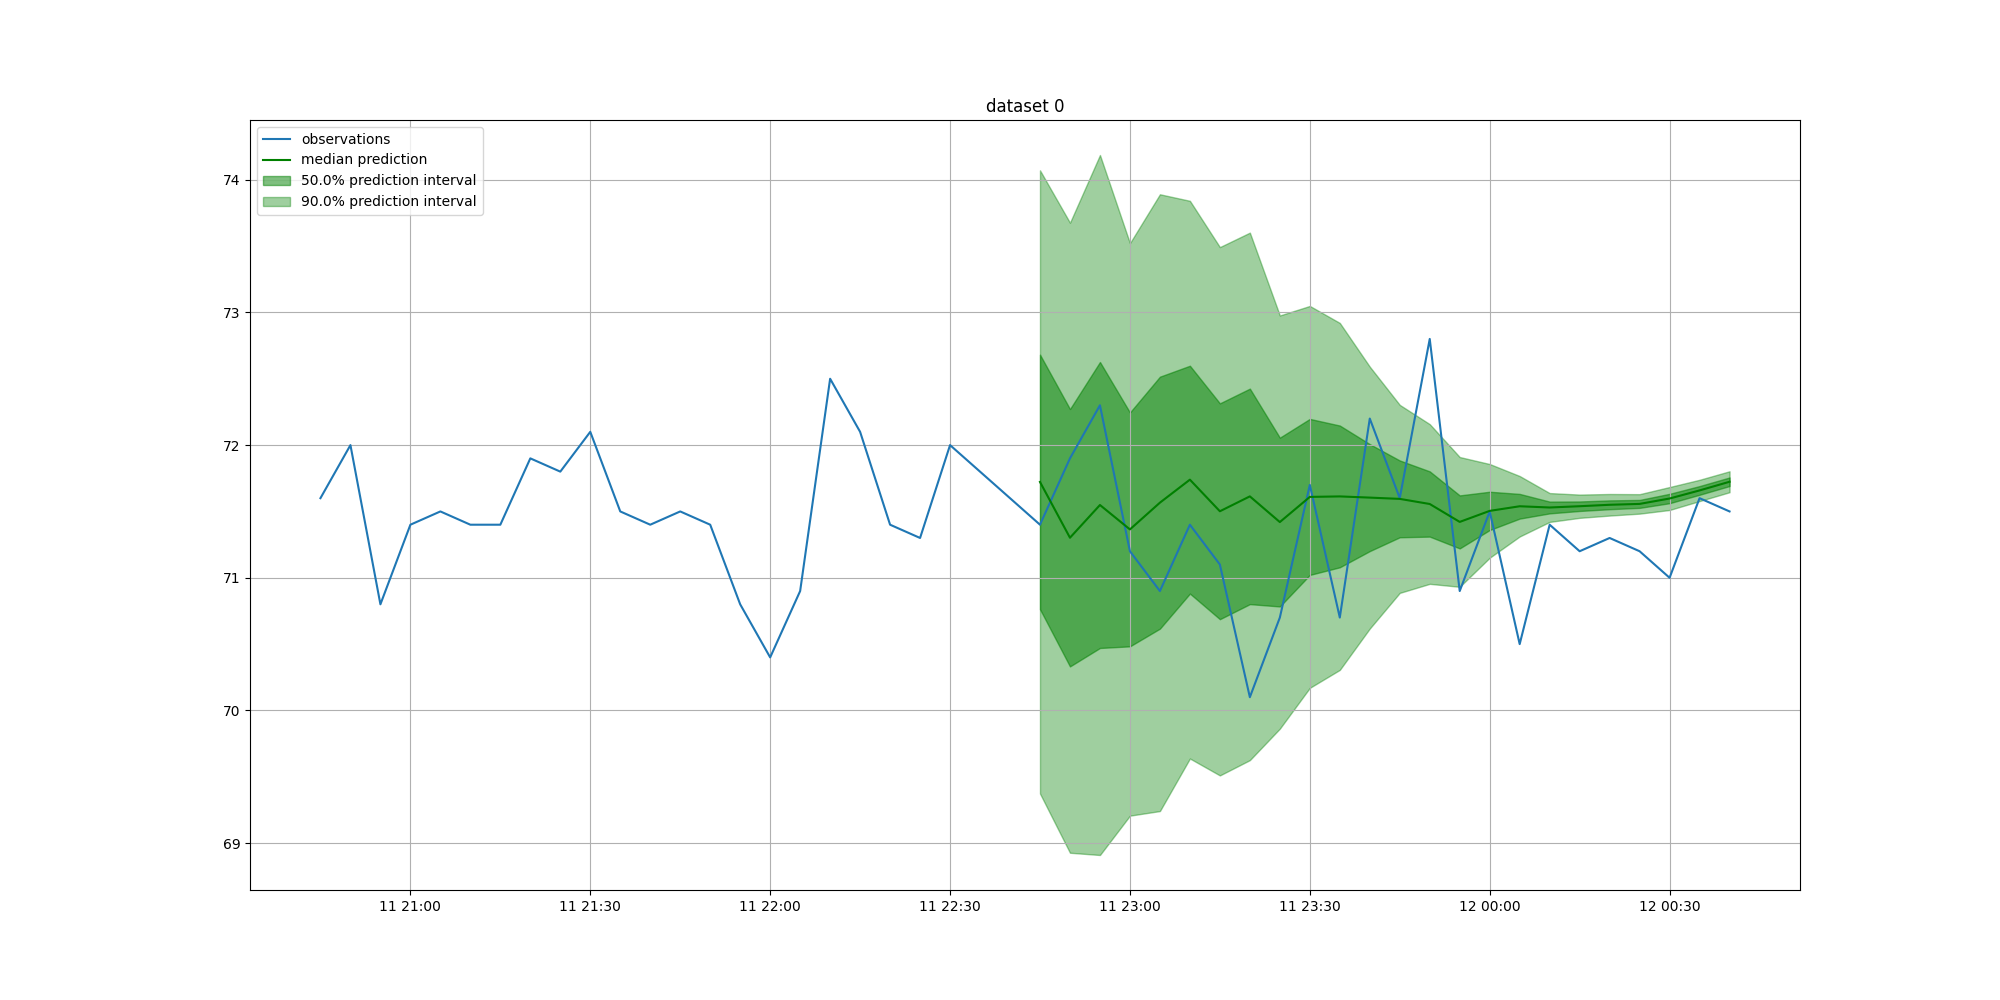 dataset 0
observations
median prediction
50.0% prediction interval
90.0% prediction interval
74
73
72
71
70
69
11 21:00
11 21:30
11 22:00
11 22:30
11 23:00
11 23:30
12 00:00
12 00:30